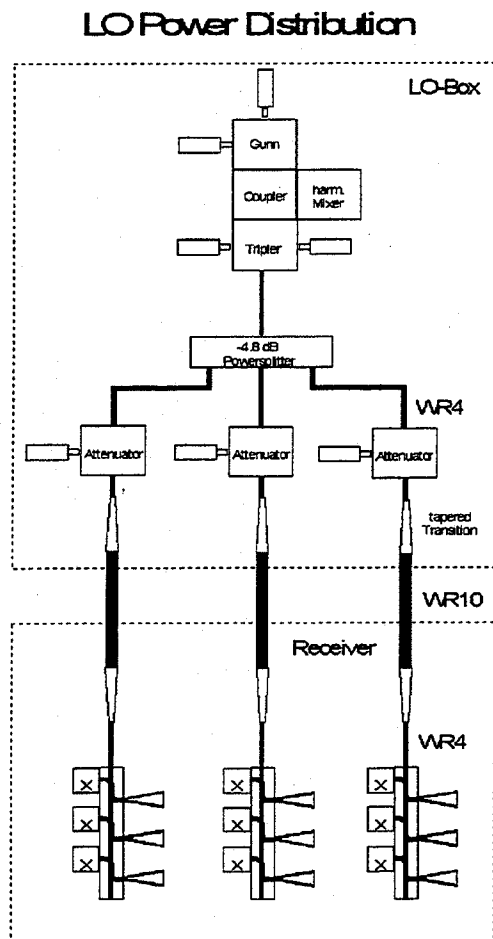 LO Power Distribution
LO-Box
Gunn
Coupler
harm.
Mixer
Tripler
-4.8 dB
Powersplitter
WR4
Attenuator
Attenuator
Attenuator
tapered
Transition
WR10
Receiver
WR4
X
X
X
X
X
X
X
X
X